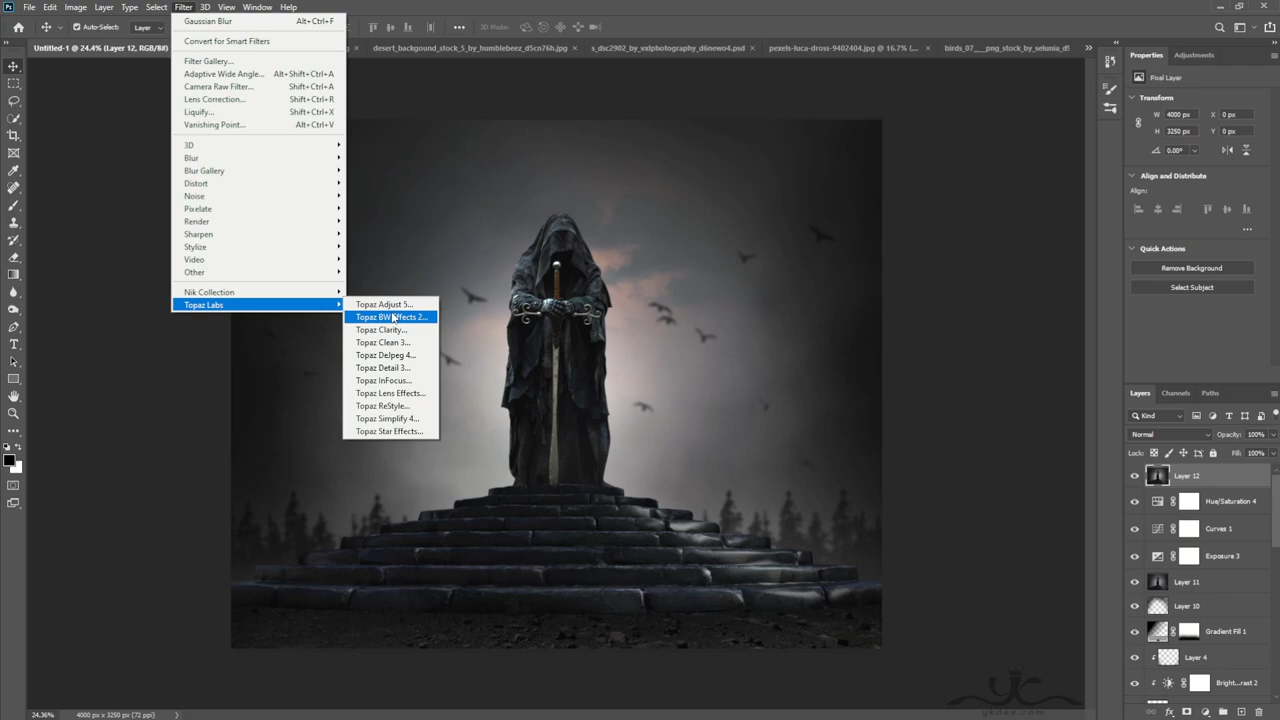 Ps File Edit Image Layer Type Select Filter 3D View Window Help
Auto-Select: Layer 3D Mode:
Untitled-1 @ 24.4% (Layer 12, RGB/8#) desert_backgound_stock_5_by_humblebeez_d5cn76h.jpg s_dsc2902_by_vxlphotography_d6newo4.psd pexels-luca-dross-9402404.jpg @ 16.7% (...
Gaussian Blur Alt+Ctrl+F
Convert for Smart Filters
Filter Gallery...
Adaptive Wide Angle... Alt+Shift+Ctrl+A
Camera Raw Filter... Shift+Ctrl+A
Lens Correction... Shift+Ctrl+R
Liquify... Shift+Ctrl+X
Vanishing Point... Alt+Ctrl+V
3D
Blur
Blur Gallery
Distort
Noise
Pixelate
Render
Sharpen
Stylize
Video
Other
Nik Collection
Topaz Labs
Topaz Adjust 5...
Topaz BW Effects 2...
Topaz Clarity...
Topaz Clean 3...
Topaz DeJpeg 4...
Topaz Detail 3...
Topaz InFocus...
Topaz Lens Effects...
Topaz ReStyle...
Topaz Simplify 4...
Topaz Star Effects...
Properties Adjustments
Pixel Layer
Transform
W 4000 px X 0 px
H 3250 px Y 0 px
0.00°
Align and Distribute
Align:
Quick Actions
Remove Background
Select Subject
Layers Channels Paths
Kind
Normal Opacity: 100%
Lock: Fill: 100%
Layer 12
Hue/Saturation 4
Curves 1
Exposure 3
Layer 11
Layer 10
Gradient Fill 1
Layer 4
Bright...rast 2
ykdev.com
24.36% 4000 px x 3250 px (72 ppi)